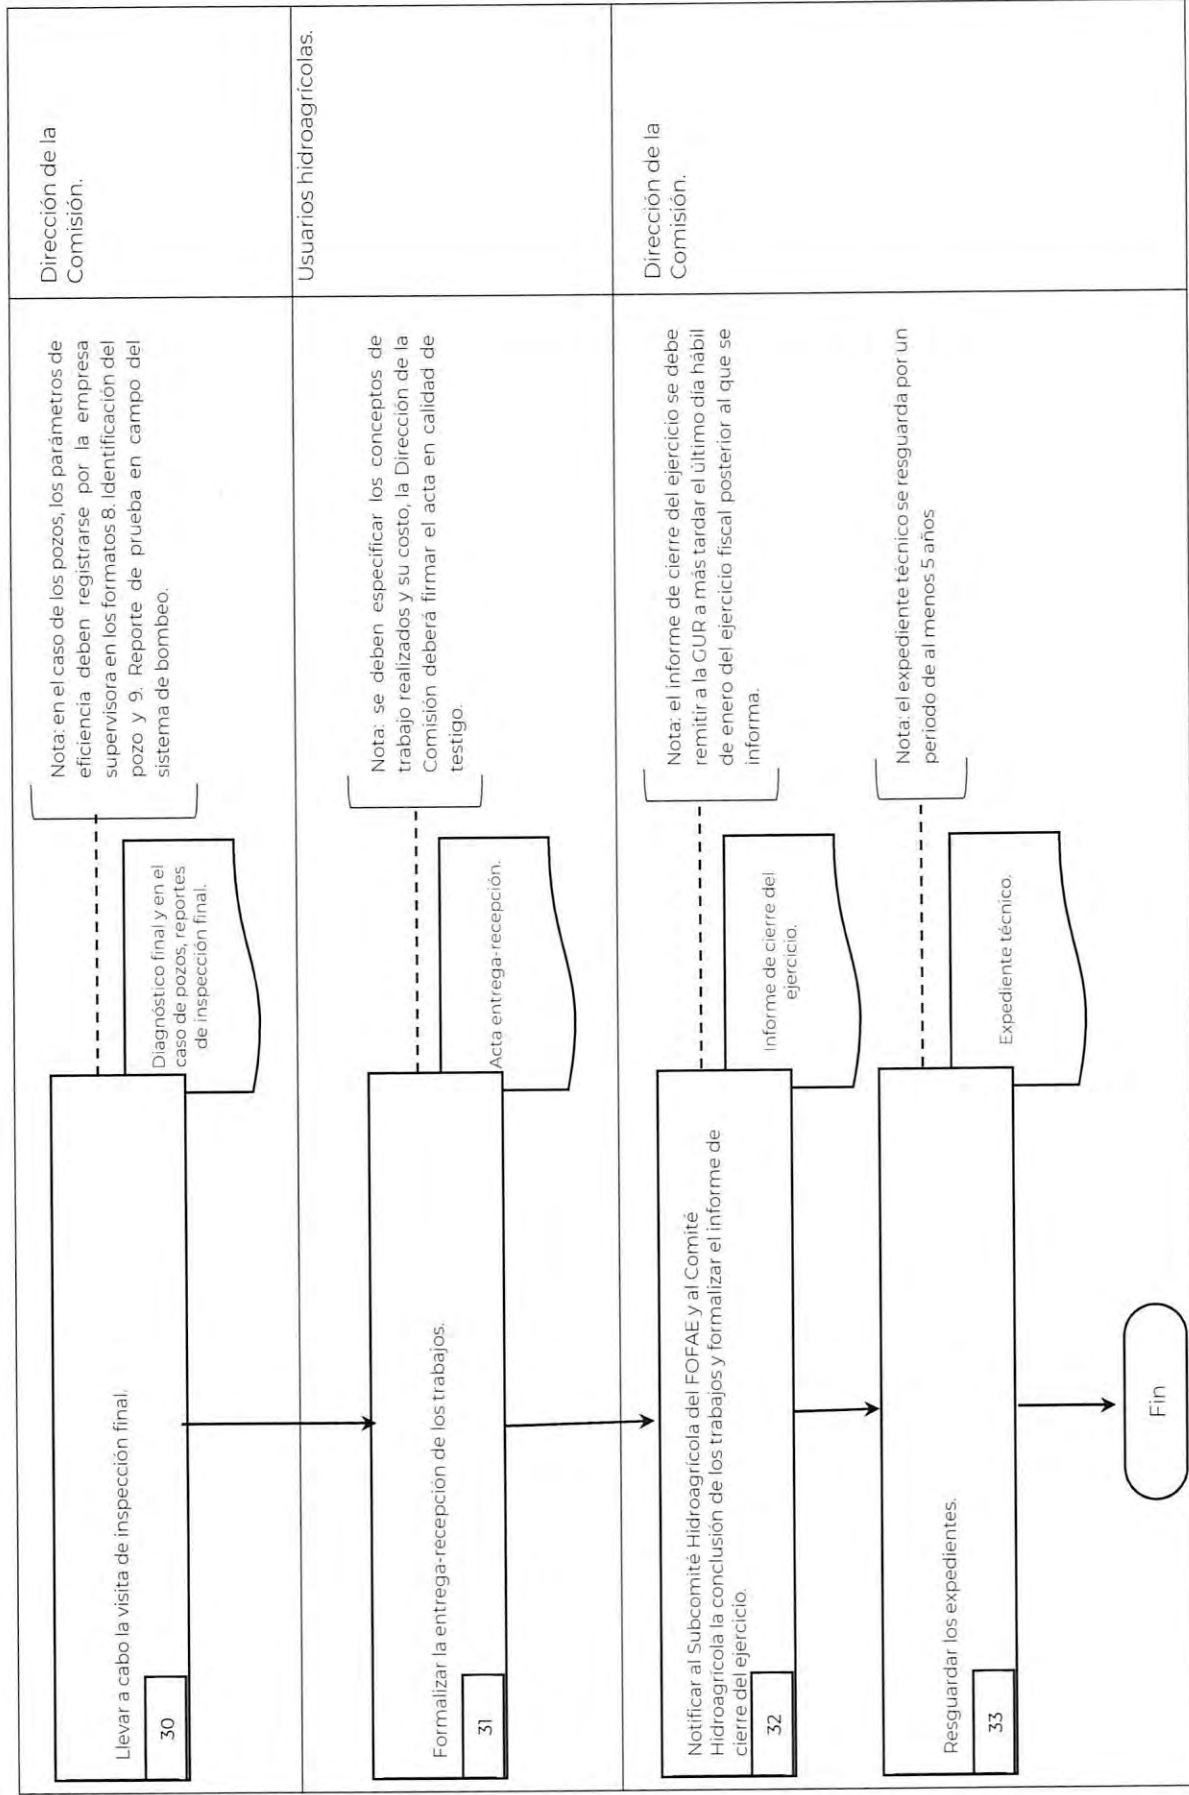 Llevar a cabo la visita de inspección final.
30
Diagnóstico final y en el
caso de pozos, reportes
de inspección final.
Nota: en el caso de los pozos, los parámetros de
eficiencia deben registrarse por la empresa
supervisora en los formatos 8. Identificación del
pozo y 9. Reporte de prueba en campo del
sistema de bombeo.
Dirección de la
Comisión.
Formalizar la entrega-recepción de los trabajos.
31
Acta entrega-recepción.
Nota: se deben especificar los conceptos de
trabajo realizados y su costo, la Dirección de la
Comisión deberá firmar el acta en calidad de
testigo.
Usuarios hidroagrícolas.
Notificar al Subcomité Hidroagrícola del FOFAE y al Comité
Hidroagrícola la conclusión de los trabajos y formalizar el informe de
cierre del ejercicio.
32
Informe de cierre del
ejercicio.
Nota: el informe de cierre del ejercicio se debe
remitir a la GUR a más tardar el último día hábil
de enero del ejercicio fiscal posterior al que se
informa.
Dirección de la
Comisión.
Resguardar los expedientes.
33
Expediente técnico.
Nota: el expediente técnico se resguarda por un
periodo de al menos 5 años
Fin